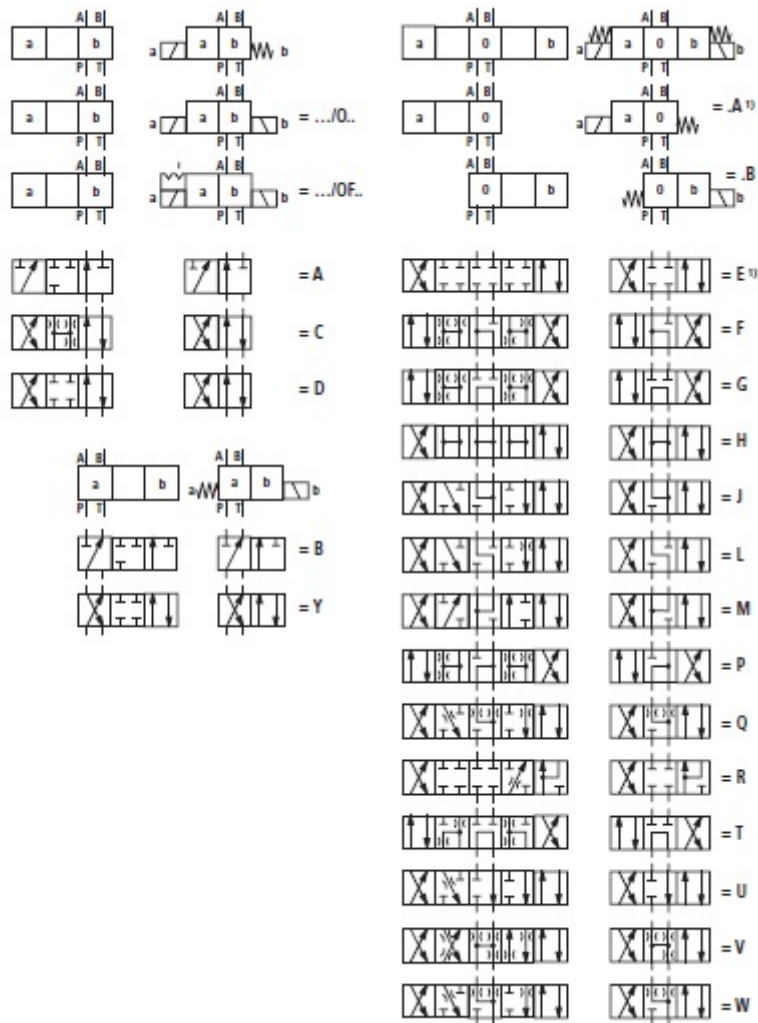 A B
a b
P T
A B
a a b b
P T
A B
a b
P T
A B
a a b b = .../O..
P T
A B
a b
P T
A B
a a b b = .../OF..
P T
= A
= C
= D
A B
a b
P T
A B
a a b b
P T
= B
= Y
A B
a 0 b
P T
A B
a a 0 b b
P T
A B
a 0
P T
A B
a a 0 = .A 1)
P T
A B
0 b
P T
A B
0 b b = .B
P T
= E 1)
= F
= G
= H
= J
= L
= M
= P
= Q
= R
= T
= U
= V
= W